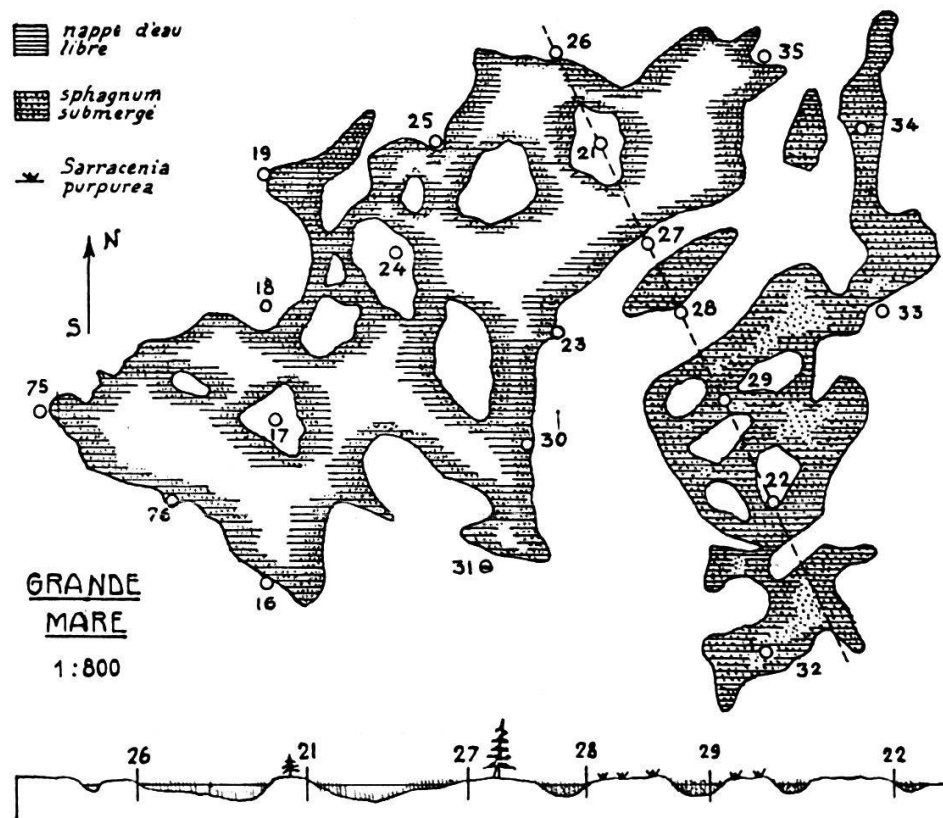 nappe d'eau
libre
sphagnum
submergé
Sarracenia
purpurea
N
S
26
35
25
21
34
19
27
24
18
28
33
23
75
29
30
17
22
76
31
16
32
GRANDE
MARE
1:800
26
21
27
28
29
22